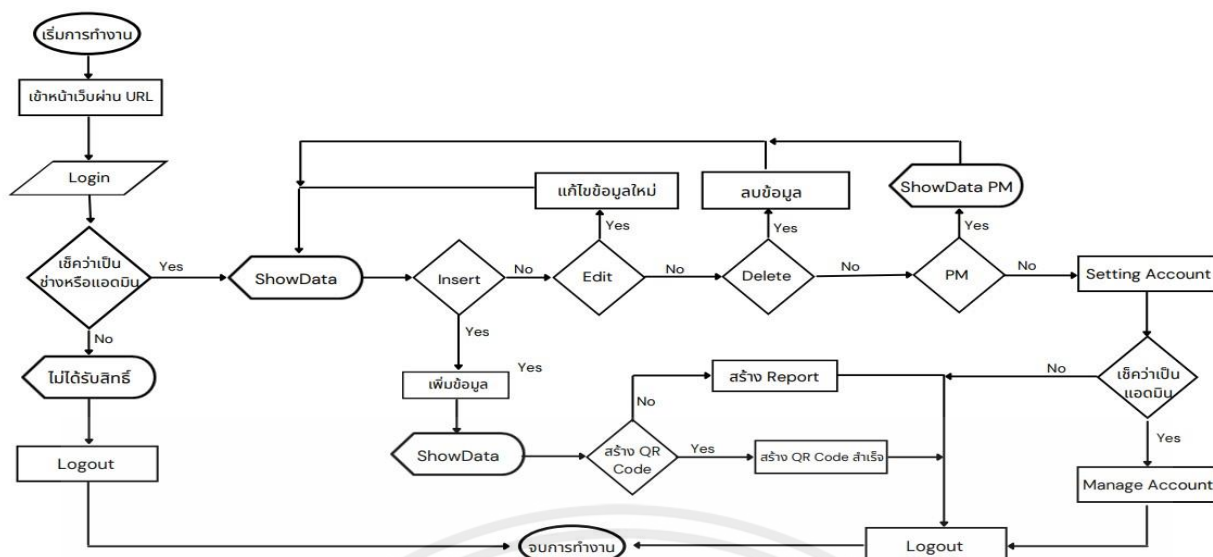 เริ่มการทำงาน
เข้าหน้าเว็บผ่าน URL
Login
เช็คว่าเป็น
ช่างหรือแอดมิน
Yes
No
ไม่ได้รับสิทธิ์
Logout
ShowData
Insert
No
Yes
Yes
เพิ่มข้อมูล
ShowData
แก้ไขข้อมูลใหม่
Yes
Edit
No
ลบข้อมูล
Yes
Delete
No
ShowData PM
Yes
PM
No
Setting Account
เช็คว่าเป็น
แอดมิน
No
Yes
Manage Account
สร้าง Report
No
สร้าง QR
Code
Yes
สร้าง QR Code สำเร็จ
Logout
จบการทำงาน